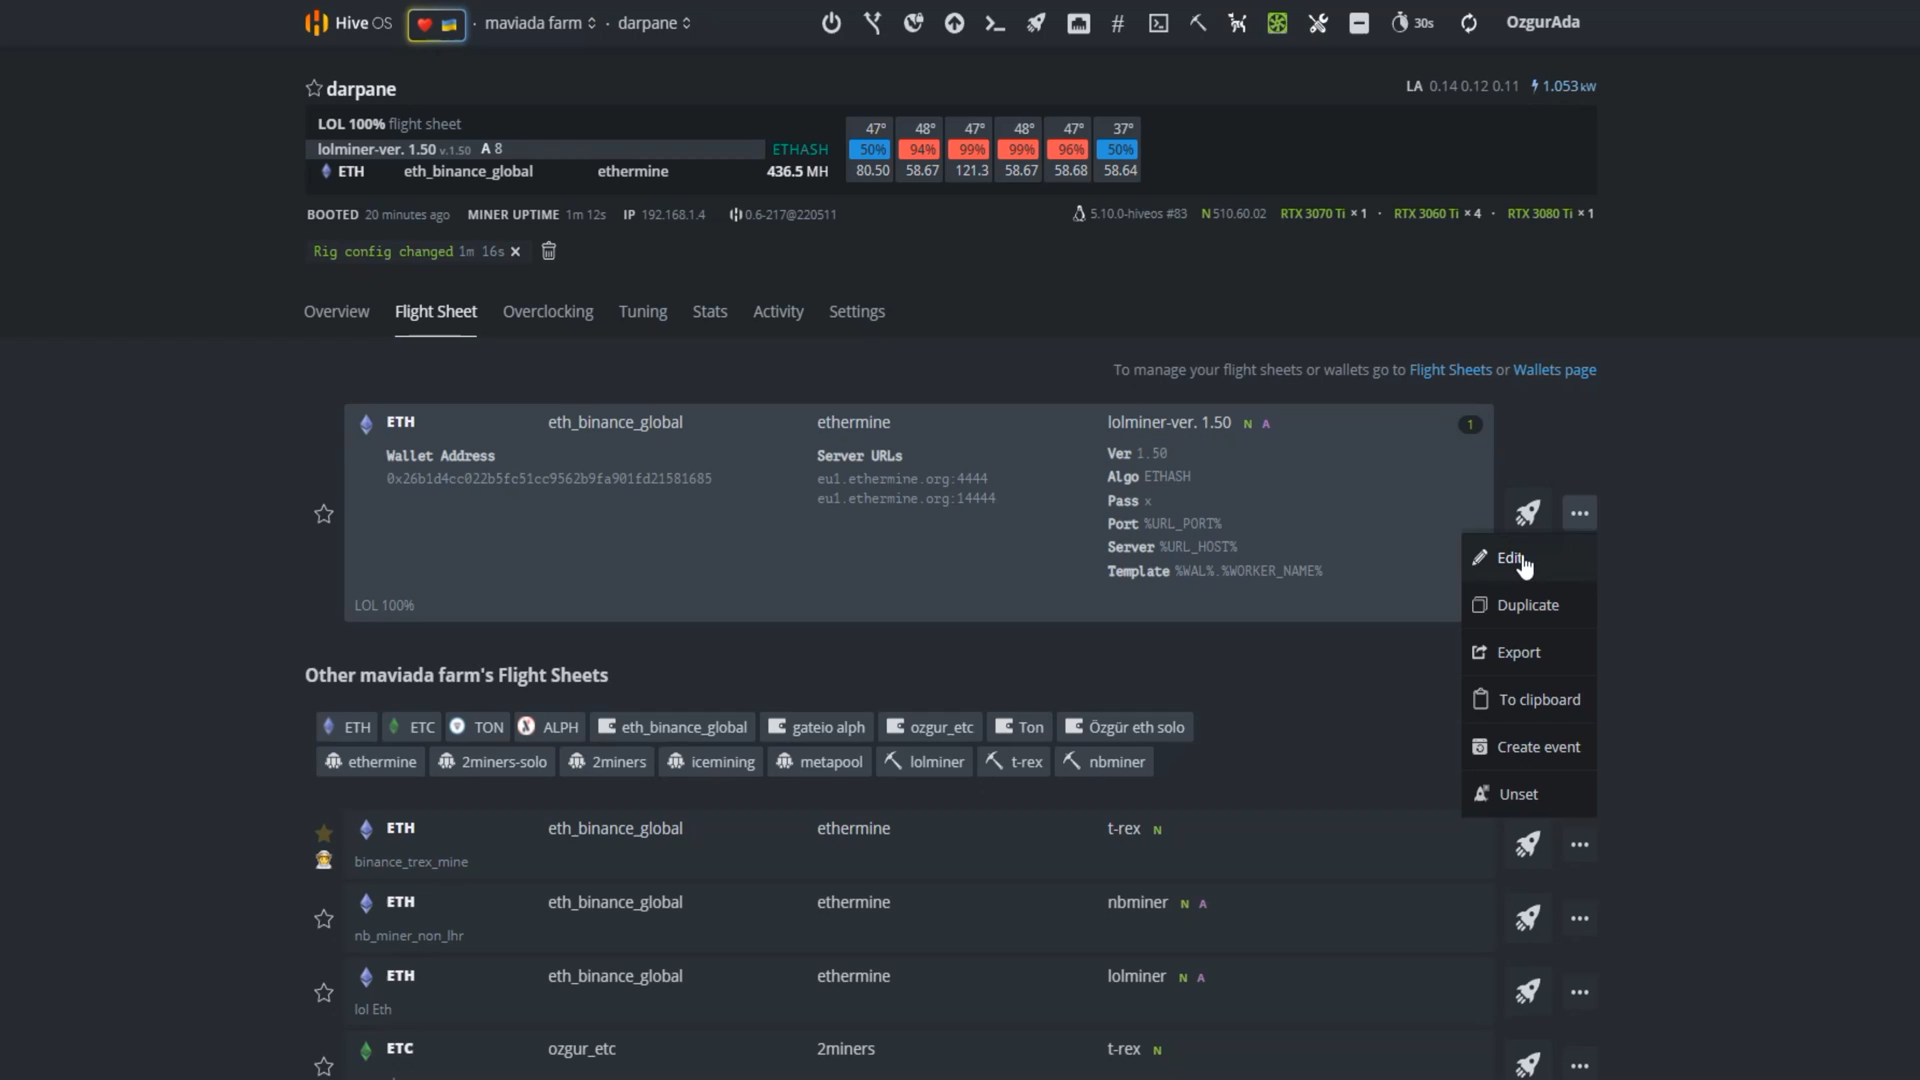 Hive OS maviada farm · darpane # 30s OzgurAda
darpane LA 0.14 0.12 0.11 1.053 kW
LOL 100% flight sheet 47° 48° 47° 48° 47° 37°
lolminer-ver. 1.50 v.1.50 A 8 ETHASH 50% 94% 99% 99% 96% 50%
ETH eth_binance_global ethermine 436.5 MH 80.50 58.67 121.3 58.67 58.68 58.64
BOOTED 20 minutes ago MINER UPTIME 1m 12s IP 192.168.1.4 0.6-217@220511 5.10.0-hiveos #83 N 510.60.02 RTX 3070 Ti × 1 · RTX 3060 Ti × 4 · RTX 3080 Ti × 1
Rig config changed 1m 16s ×
Overview Flight Sheet Overclocking Tuning Stats Activity Settings
To manage your flight sheets or wallets go to Flight Sheets or Wallets page
ETH eth_binance_global ethermine lolminer-ver. 1.50 N A 1
Wallet Address Server URLs Ver 1.50
0x26b1d4cc022b5fc51cc9562b9fa901fd21581685 eu1.ethermine.org:4444 Algo ETHASH
eu1.ethermine.org:14444 Pass x
Port %URL_PORT%
Server %URL_HOST%
Template %WAL%.%WORKER_NAME%
LOL 100%
Edit
Duplicate
Export
To clipboard
Create event
Unset
Other maviada farm's Flight Sheets
ETH ETC TON ALPH eth_binance_global gateio alph ozgur_etc Ton Özgür eth solo
ethermine 2miners-solo 2miners icemining metapool lolminer t-rex nbminer
ETH eth_binance_global ethermine t-rex N
binance_trex_mine
ETH eth_binance_global ethermine nbminer N A
nb_miner_non_lhr
ETH eth_binance_global ethermine lolminer N A
lol Eth
ETC ozgur_etc 2miners t-rex N